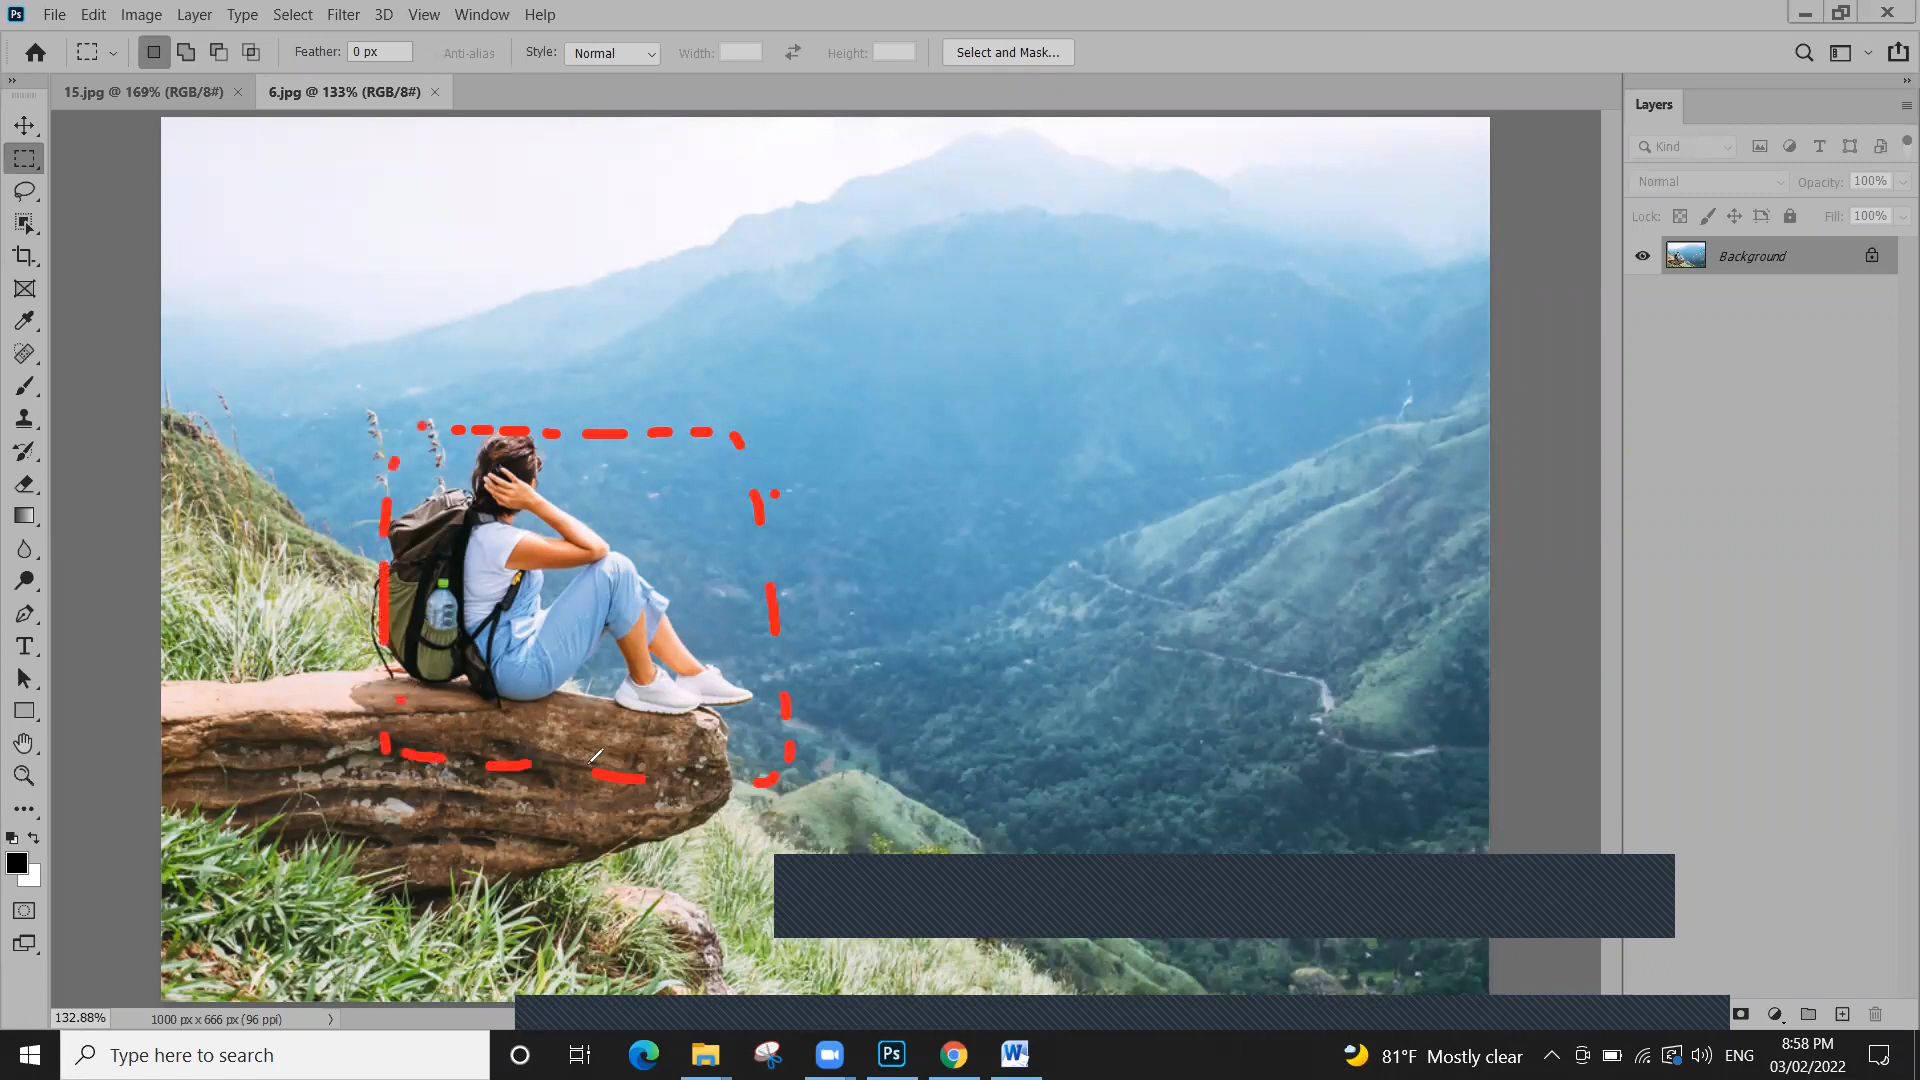 Ps File Edit Image Layer Type Select Filter 3D View Window Help
Feather: 0 px Anti-alias Style: Normal Width: Height: Select and Mask...
15.jpg @ 169% (RGB/8#) × 6.jpg @ 133% (RGB/8#) ×
Layers
Kind
Normal Opacity: 100%
Lock: Fill: 100%
Background
132.88% 1000 px x 666 px (96 ppi)
Type here to search
Ps
W
81°F Mostly clear
ENG
8:58 PM
03/02/2022